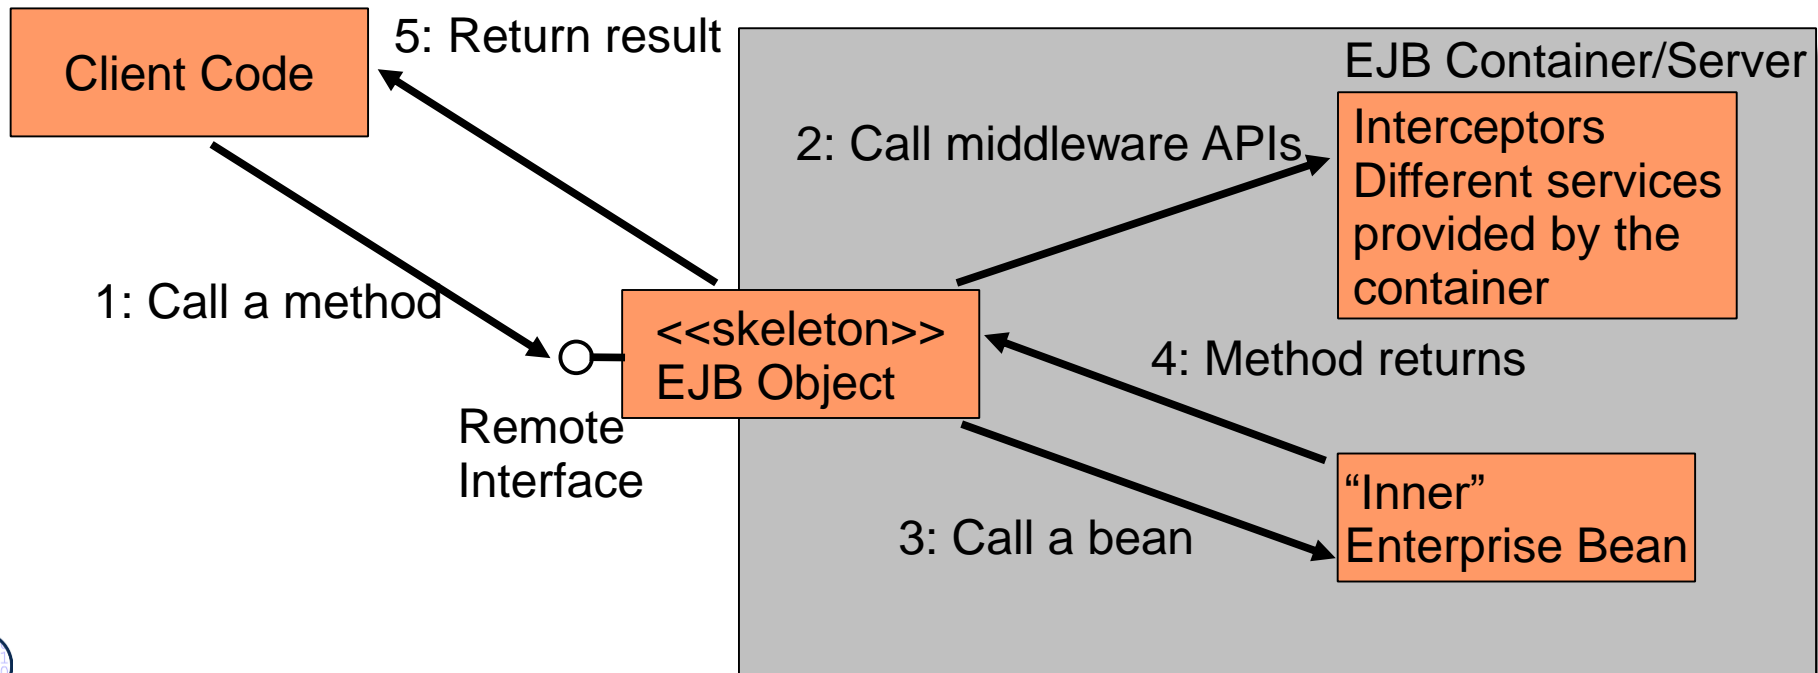 Client Code
5: Return result
EJB Container/Server
2: Call middleware APIs
Interceptors
Different services
provided by the
container
1: Call a method
<<skeleton>>
EJB Object
4: Method returns
Remote
Interface
“Inner”
Enterprise Bean
3: Call a bean